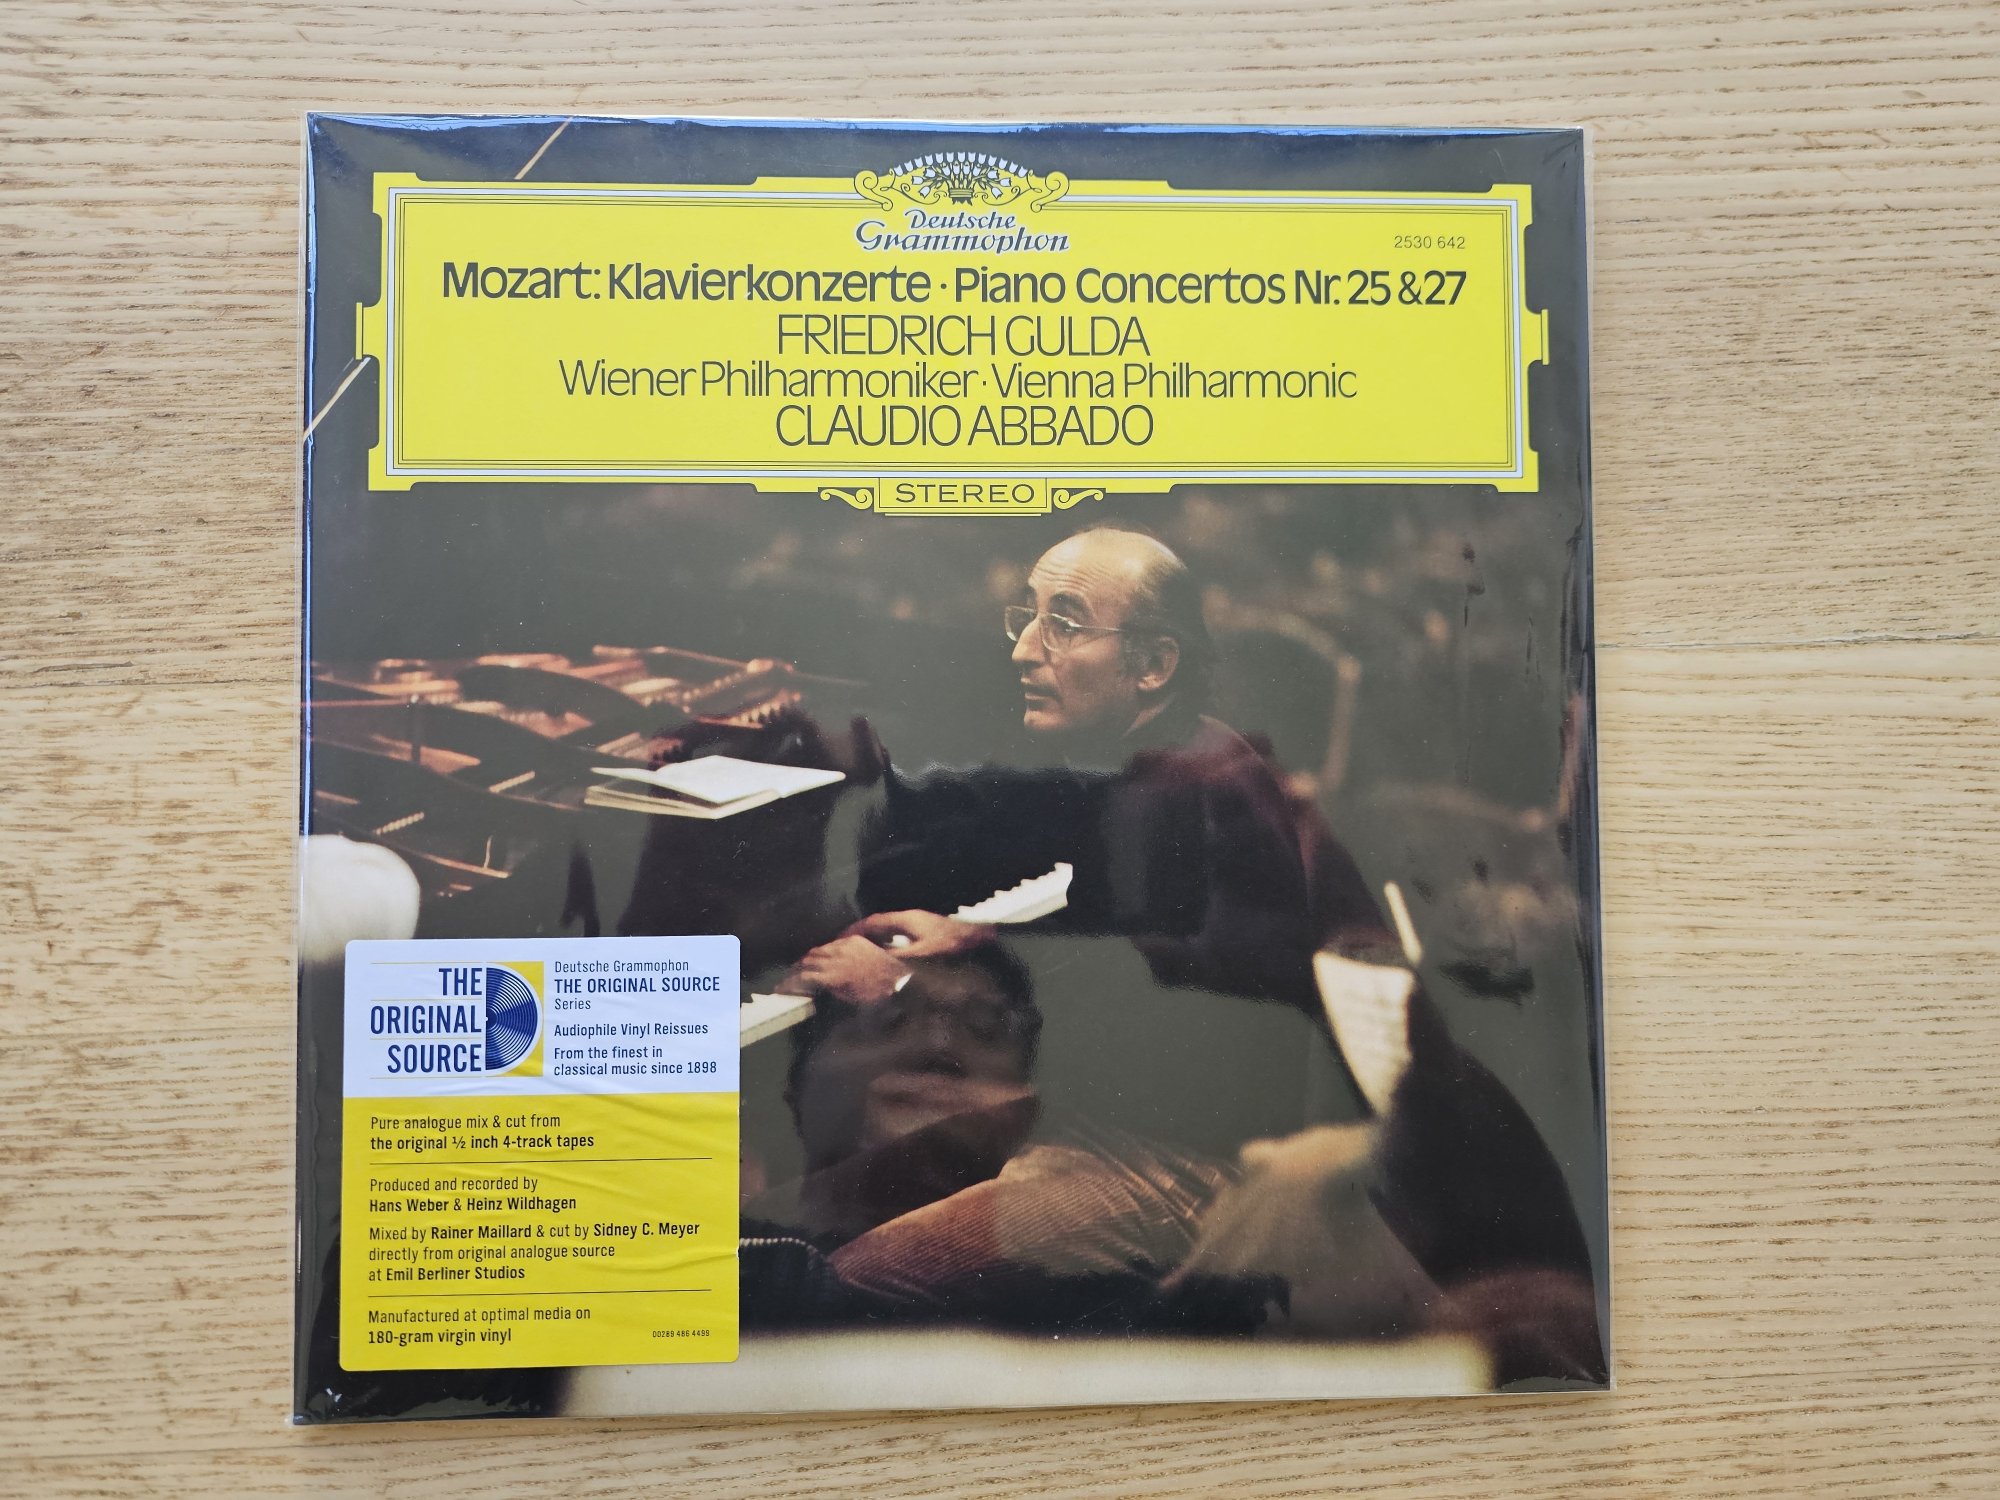 Deutsche
Grammophon
2530 642
Mozart: Klavierkonzerte · Piano Concertos Nr. 25 & 27
FRIEDRICH GULDA
Wiener Philharmoniker · Vienna Philharmonic
CLAUDIO ABBADO
STEREO
THE
ORIGINAL
SOURCE
Deutsche Grammophon
THE ORIGINAL SOURCE
Series
Audiophile Vinyl Reissues
From the finest in
classical music since 1898
Pure analogue mix & cut from
the original ½ inch 4-track tapes
Produced and recorded by
Hans Weber & Heinz Wildhagen
Mixed by Rainer Maillard & cut by Sidney C. Meyer
directly from original analogue source
at Emil Berliner Studios
Manufactured at optimal media on
180-gram virgin vinyl
00289 486 4499